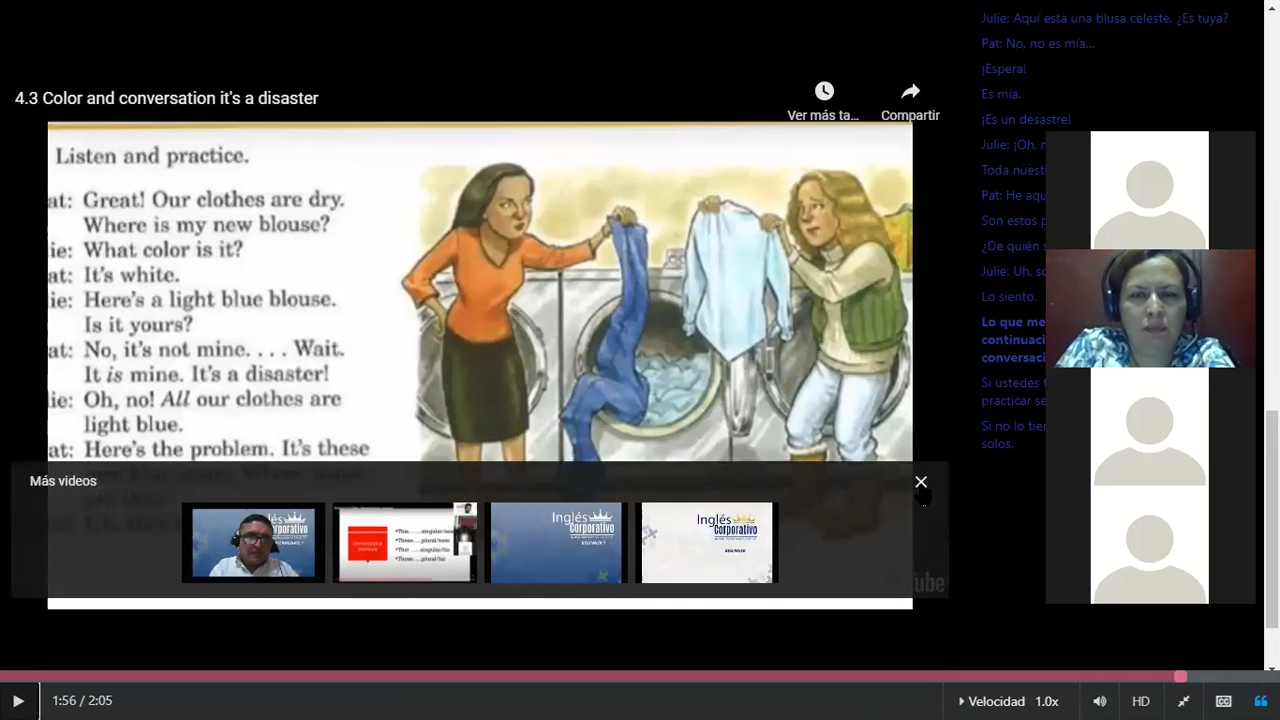 4.3 Color and conversation it's a disaster
Ver más ta...
Compartir
Listen and practice.
at: Great! Our clothes are dry.
Where is my new blouse?
ie: What color is it?
at: It's white.
ie: Here's a light blue blouse.
Is it yours?
at: No, it's not mine. . . . Wait.
It is mine. It's a disaster!
ie: Oh, no! All our clothes are
light blue.
at: Here's the problem. It's these
Más videos
Inglés
Corporativo
Inglés
Corporativo
Inglés
Corporativo
Julie: Aquí está una blusa celeste, ¿Es tuya?
Pat: No, no es mía...
¡Espera!
Es mía.
¡Es un desastre!
Julie: ¡Oh,
Toda nuest
Pat: He aqu
Son estos p
¿De quién s
Julie: Uh, so
Lo siento.
Lo que me
continuaci
conversaci
Si ustedes t
practicar se
Si no lo tien
solos.
1:56 / 2:05
Velocidad 1.0x
HD
CC